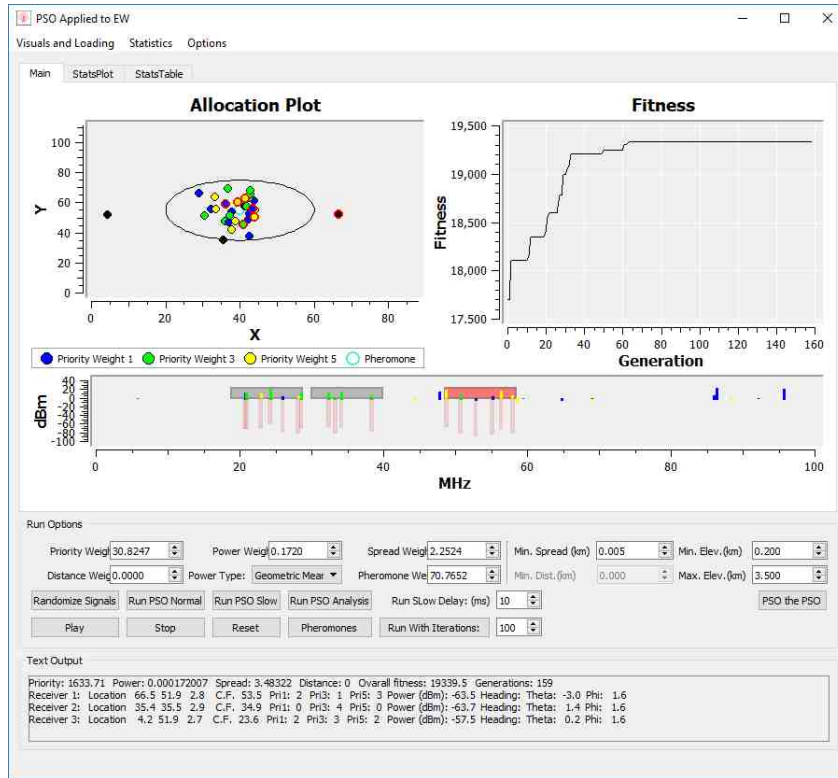 PSO Applied to EW
Visuals and Loading Statistics Options
Main StatsPlot StatsTable
Allocation Plot
Y
100
80
60
40
20
0
0 20 40 60 80
X
Priority Weight 1 Priority Weight 3 Priority Weight 5 Pheromone
Fitness
Fitness
19,500
19,000
18,500
18,000
17.500
0 20 40 60 80 100 120 140 160
Generation
dBm
40
20
0
-20
-40
-60
-80
-100
0 20 40 60 80 100
MHz
Run Options
Priority Weigl 30.8247 Power Weigl 0.1720 Spread Weigl 2.2524 Min. Spread (km) 0.005 Min. Elev.(km) 0.200
Distance Weig 0.0000 Power Type: Geometric Mear Pheromone We 70.7652 Min. Dist.(km) 0.000 Max. Elev.(km) 3.500
Randomize Signals Run PSO Normal Run PSO Slow Run PSO Analysis Run SLow Delay: (ms) 10 PSO the PSO
Play Stop Reset Pheromones Run With Iterations: 100
Text Output
Priority: 1633.71 Power: 0.000172007 Spread: 3.48322 Distance: 0 Ovarall fitness: 19339.5 Generations: 159
Receiver 1: Location 66.5 51.9 2.8 C.F. 53.5 Pri1: 2 Pri3: 1 Pri5: 3 Power (dBm): -63.5 Heading: Theta: -3.0 Phi: 1.6
Receiver 2: Location 35.4 35.5 2.9 C.F. 34.9 Pri1: 0 Pri3: 4 Pri5: 0 Power (dBm): -63.7 Heading: Theta: 1.4 Phi: 1.6
Receiver 3: Location 4.2 51.9 2.7 C.F. 23.6 Pri1: 2 Pri3: 3 Pri5: 2 Power (dBm): -57.5 Heading: Theta: 0.2 Phi: 1.6